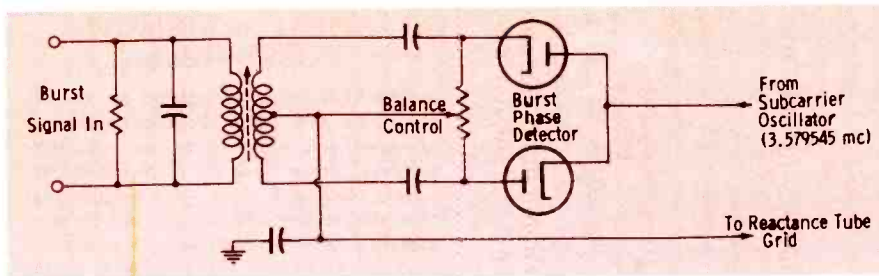 Burst
Signal In
Balance
Control
Burst
Phase
Detector
From
Subcarrier
Oscillator
(3.579545 mc)
To Reactance Tube
Grid